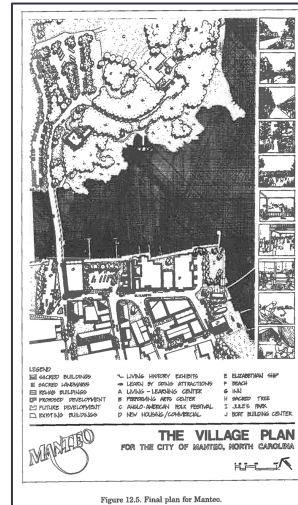 LEGEND
SACRED BUILDINGS
SACRED LANDMARKS
REHAB BUILDINGS
PROPOSED DEVELOPMENT
FUTURE DEVELOPMENT
EXISTING BUILDINGS
LIVING HISTORY EXHIBITS
LEARN BY DOING ATTRACTIONS
A LIVING-LEARNING CENTER
B PERFORMING ARTS CENTER
C ANGLO-AMERICAN FOLK FESTIVAL
D NEW HOUSING/COMMERCIAL
E ELIZABETHAN SHIP
F BEACH
G INN
H SACRED TREE
I JULE'S PARK
J BOAT BUILDING CENTER
MANTEO
THE VILLAGE PLAN
FOR THE CITY OF MANTEO, NORTH CAROLINA
Figure 12.5. Final plan for Manteo.